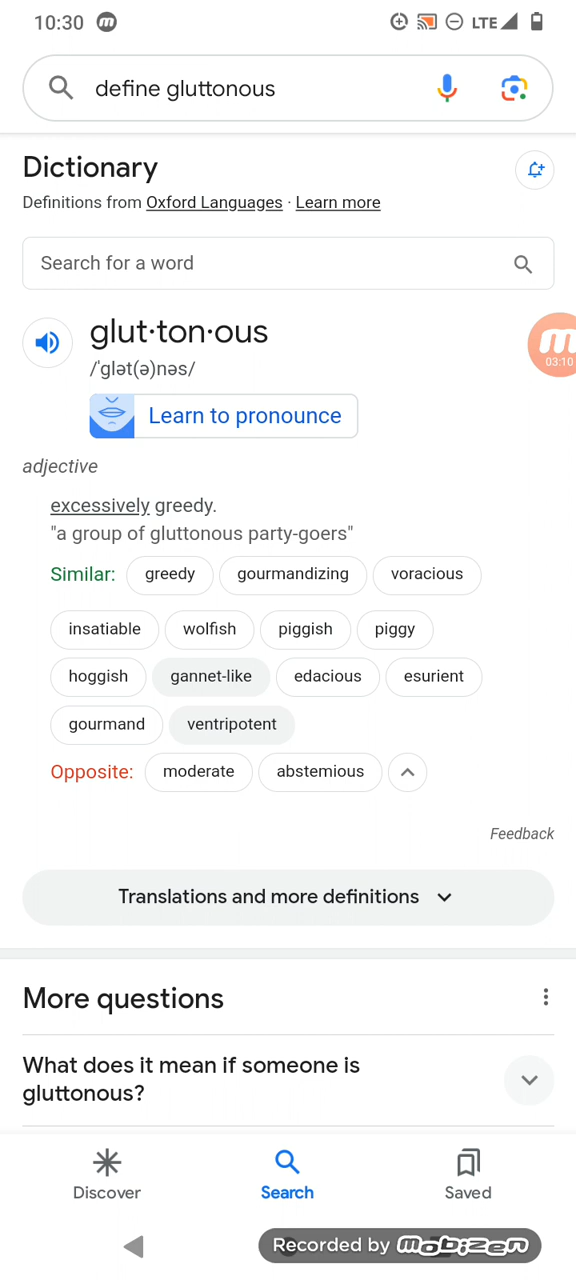 10:30 m LTE
define gluttonous
Dictionary
Definitions from Oxford Languages · Learn more
Search for a word
glut·ton·ous
/ˈɡlət(ə)nəs/
m
03:10
Learn to pronounce
adjective
excessively greedy.
"a group of gluttonous party-goers"
Similar: greedy gourmandizing voracious
insatiable wolfish piggish piggy
hoggish gannet-like edacious esurient
gourmand ventripotent
Opposite: moderate abstemious
Feedback
Translations and more definitions
More questions
What does it mean if someone is
gluttonous?
Discover Search Saved
Recorded by mobizen